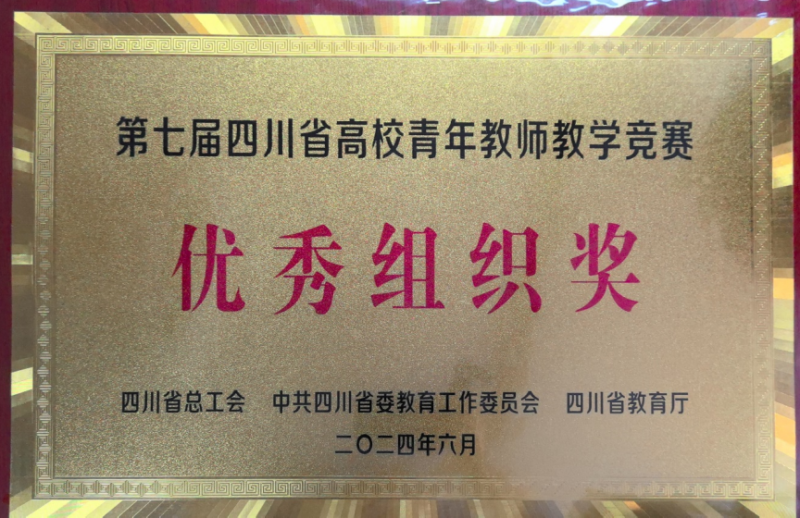 第七届四川省高校青年教师教学竞赛
优秀组织奖
四川省总工会 中共四川省委教育工作委员会 四川省教育厅
二〇二四年六月